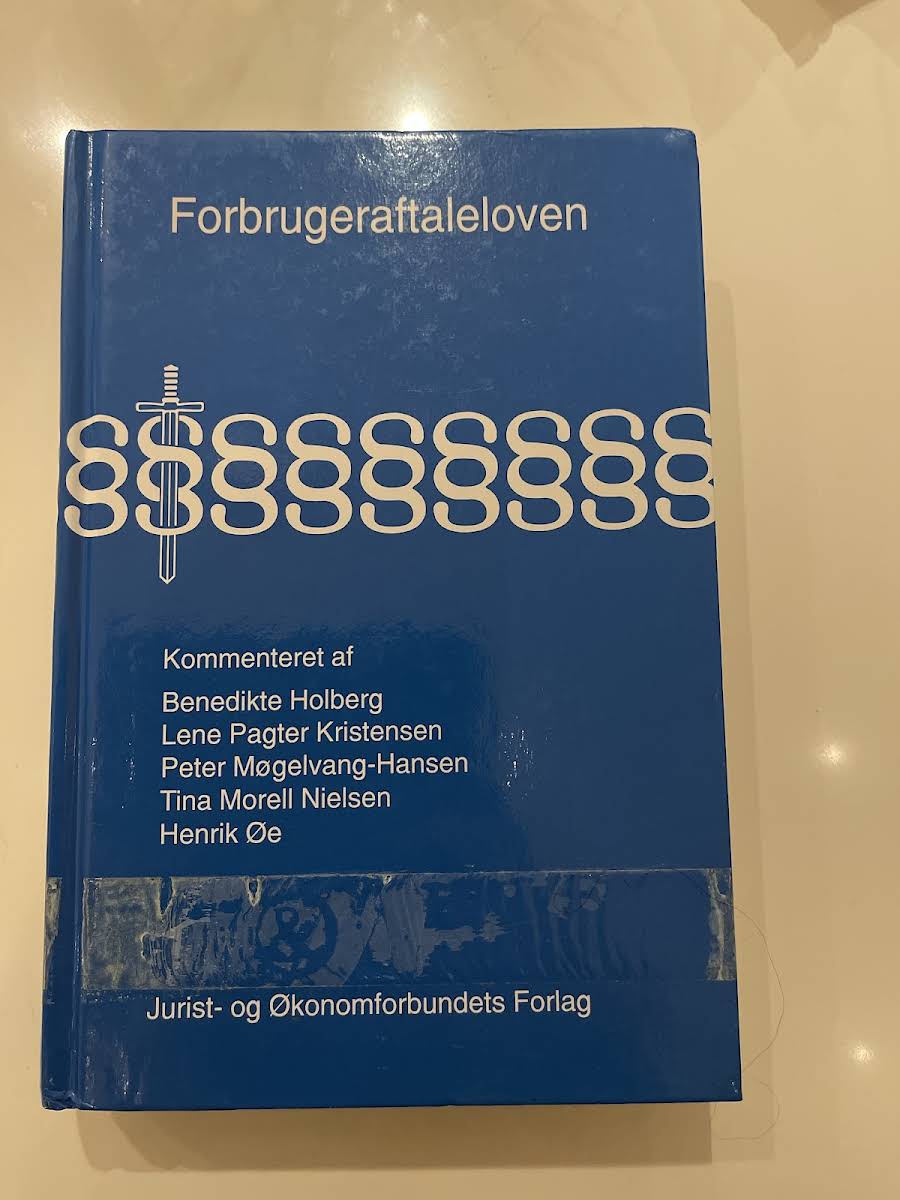 Forbrugeraftaleloven
§§§§§§§§§
Kommenteret af
Benedikte Holberg
Lene Pagter Kristensen
Peter Møgelvang-Hansen
Tina Morell Nielsen
Henrik Øe
Jurist- og Økonomforbundets Forlag